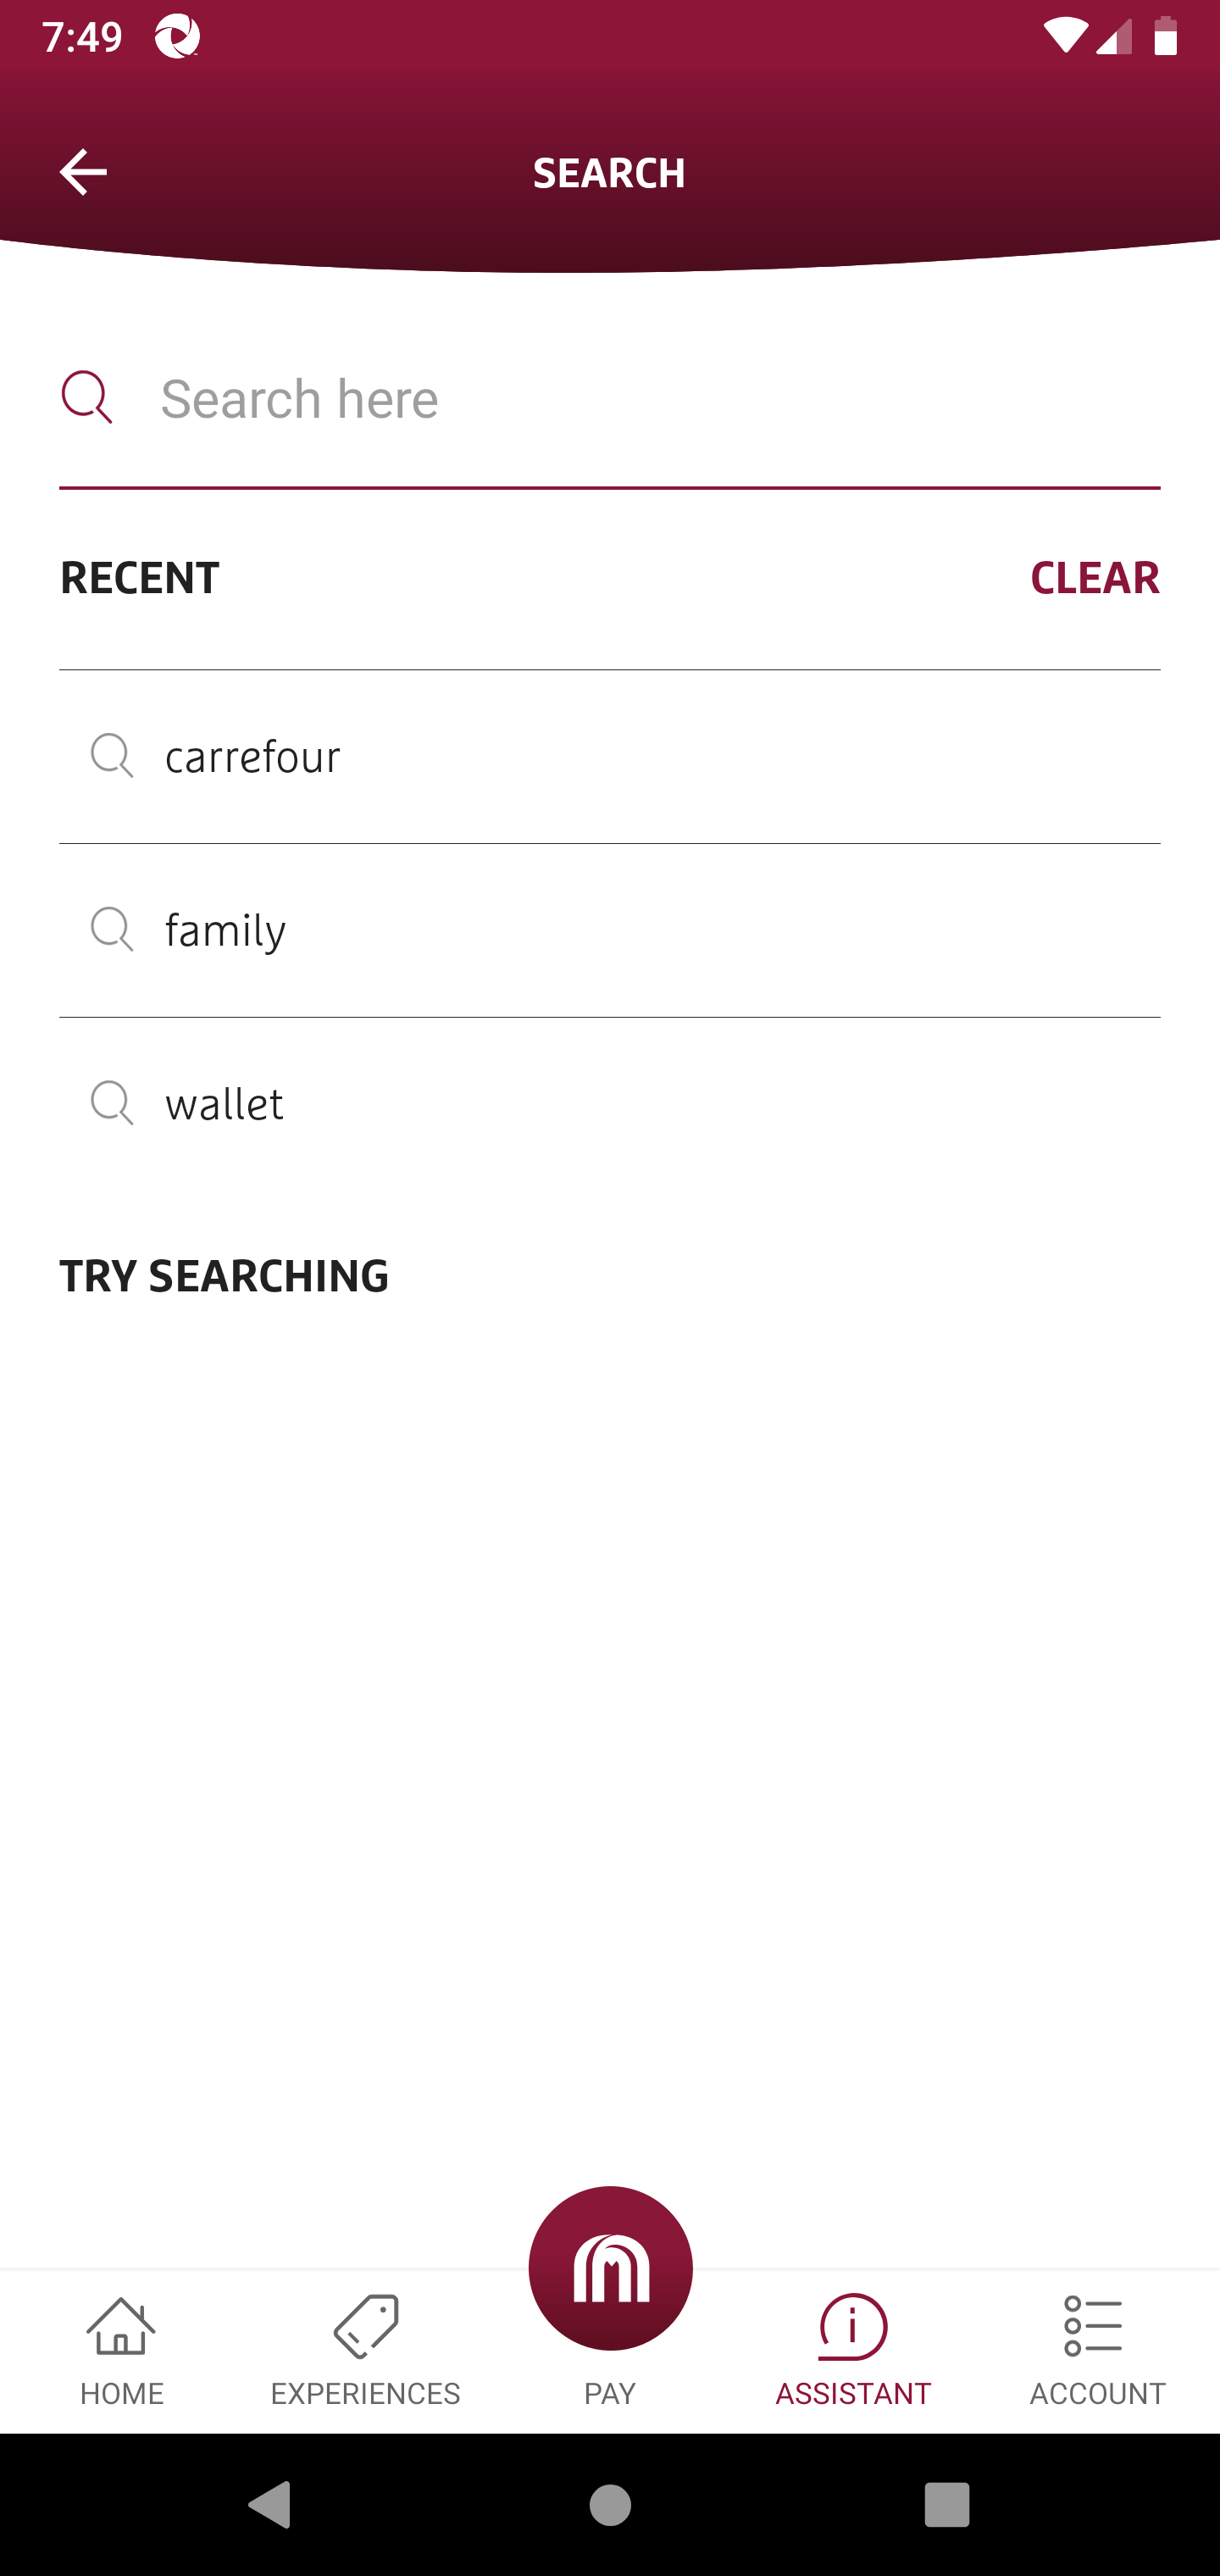 7:49
SEARCH
Search here
RECENT
CLEAR
carrefour
family
wallet
TRY SEARCHING
HOME
EXPERIENCES
PAY
ASSISTANT
ACCOUNT